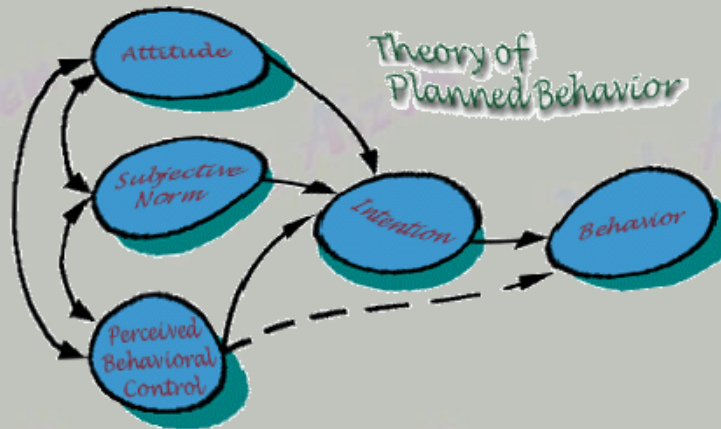 Attitude
Theory of
Planned Behavior
Subjective
Norm
Intention
Behavior
Perceived
Behavioral
Control